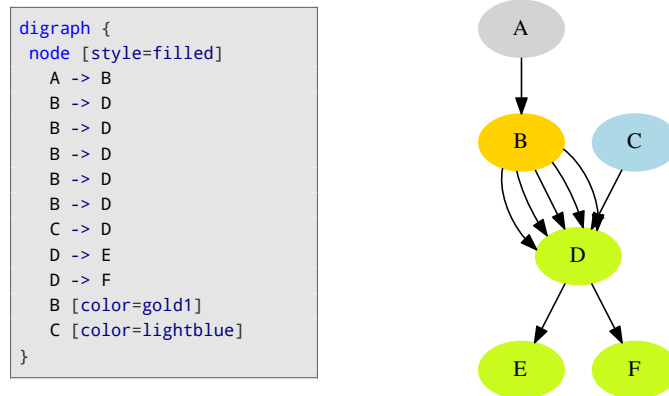 digraph {
node [style=filled]
A -> B
B -> D
B -> D
B -> D
B -> D
B -> D
C -> D
D -> E
D -> F
B [color=gold1]
C [color=lightblue]
}
A
B
C
D
E
F